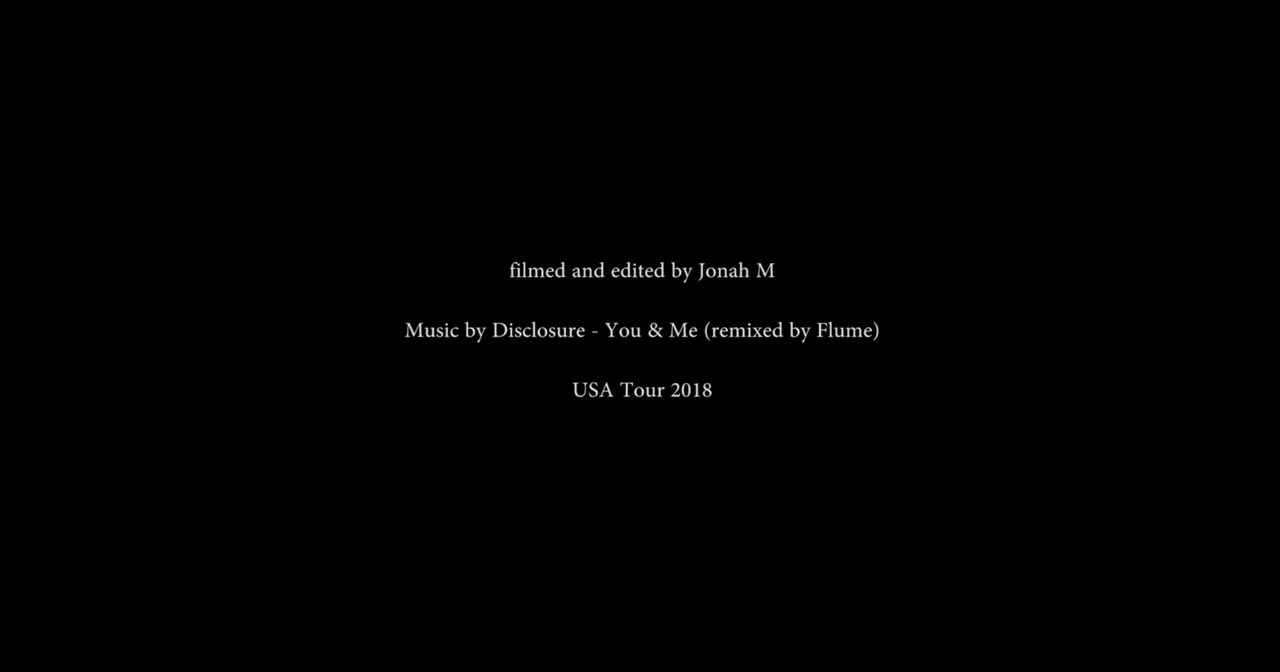 filmed and edited by Jonah M
Music by Disclosure - You & Me (remixed by Flume)
USA Tour 2018